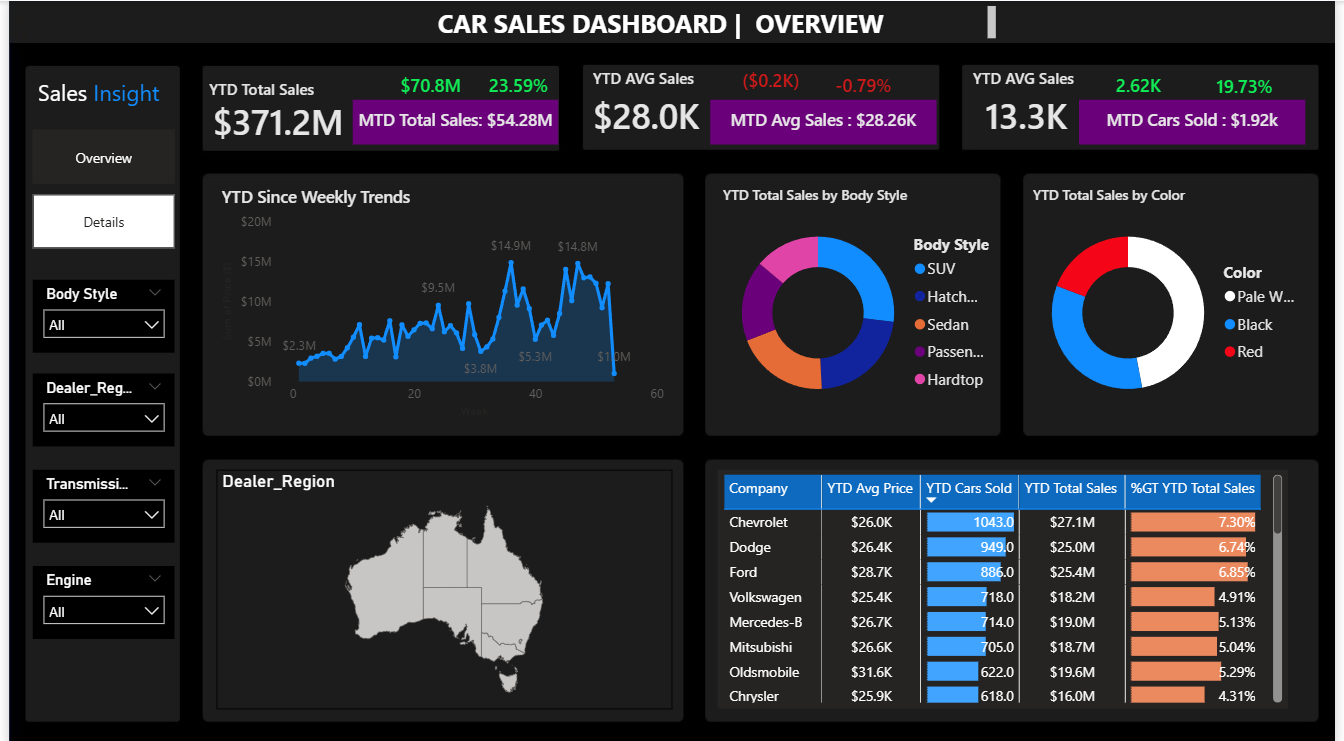 CAR SALES DASHBOARD | OVERVIEW
Sales Insight
Overview
Details
Body Style
All
Dealer_Reg...
All
Transmissi...
All
Engine
All
YTD Total Sales
$70.8M 23.59%
$371.2M
MTD Total Sales: $54.28M
YTD AVG Sales
($0.2K) -0.79%
$28.0K
MTD Avg Sales : $28.26K
YTD AVG Sales
2.62K 19.73%
13.3K
MTD Cars Sold : $1.92k
YTD Since Weekly Trends
$20M
$15M
$10M
$5M
$0M
$2.3M
$9.5M
$3.8M
$14.9M
$5.3M
$14.8M
$1.0M
0 20 40 60
Week
YTD Total Sales by Body Style
Body Style
SUV
Hatch...
Sedan
Passen...
Hardtop
YTD Total Sales by Color
Color
Pale W...
Black
Red
Dealer_Region
Company YTD Avg Price YTD Cars Sold YTD Total Sales %GT YTD Total Sales
Chevrolet $26.0K 1043.0 $27.1M 7.30%
Dodge $26.4K 949.0 $25.0M 6.74%
Ford $28.7K 886.0 $25.4M 6.85%
Volkswagen $25.4K 718.0 $18.2M 4.91%
Mercedes-B $26.7K 714.0 $19.0M 5.13%
Mitsubishi $26.6K 705.0 $18.7M 5.04%
Oldsmobile $31.6K 622.0 $19.6M 5.29%
Chrysler $25.9K 618.0 $16.0M 4.31%